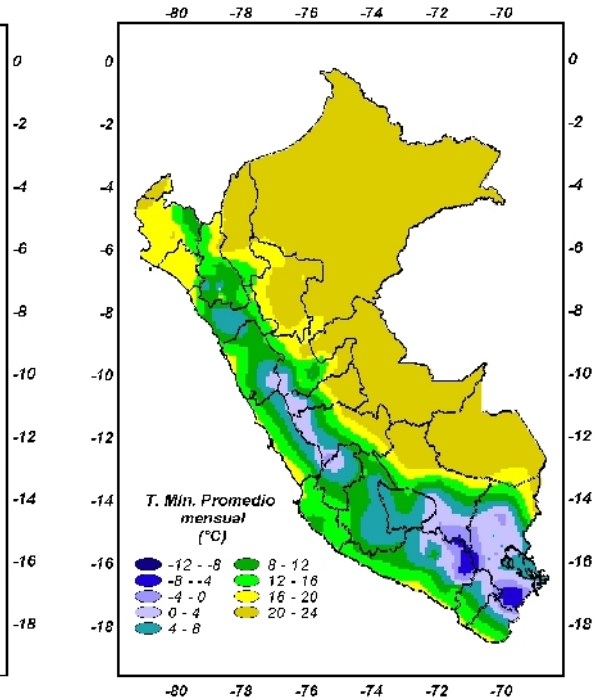 -80 -78 -76 -74 -72 -70
0 0 0
-2 -2 -2
-4 -4 -4
-6 -6 -6
-8 -8 -8
-10 -10 -10
-12 -12 -12
-14 -14 -14
-16 -16 -16
-18 -18 -18
T. Min. Promedio
mensual
(°C)
-12 - -8 8 - 12
-8 - -4 12 - 16
-4 - 0 16 - 20
0 - 4 20 - 24
4 - 8
-80 -78 -76 -74 -72 -70